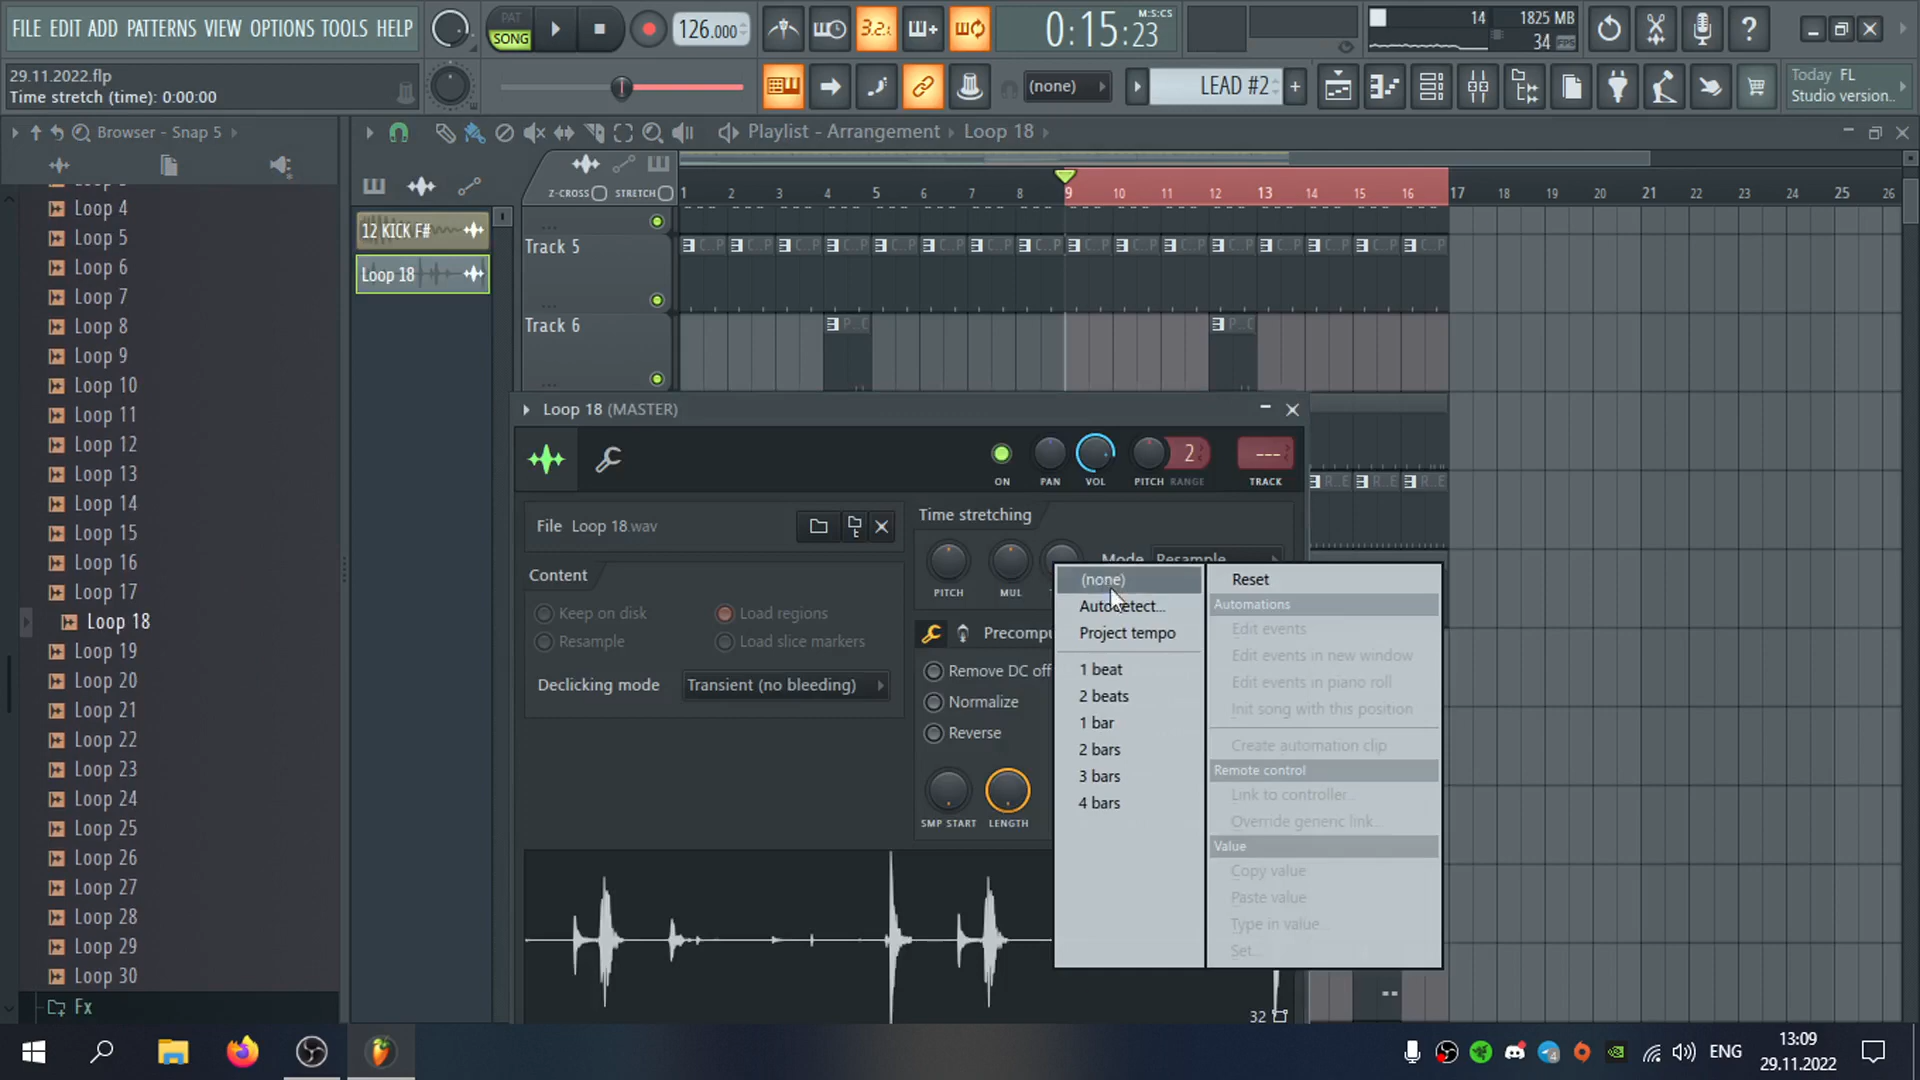 FILE EDIT ADD PATTERNS VIEW OPTIONS TOOLS HELP
PAT
SONG
126.000
3.2.
0:15:23
M:S:CS
14
1825 MB
34
29.11.2022.flp
Time stretch (time): 0:00:00
(none)
LEAD #2
Today FL
Studio version..
Browser - Snap 5
Playlist - Arrangement
Loop 18
Z-CROSS
STRETCH
1 2 3 4 5 6 7 8 9 10 11 12 13 14 15 16 17 18 19 20 21 22 23 24 25 26
12 KICK F#
Loop 18
Track 5
Track 6
Loop 4
Loop 5
Loop 6
Loop 7
Loop 8
Loop 9
Loop 10
Loop 11
Loop 12
Loop 13
Loop 14
Loop 15
Loop 16
Loop 17
Loop 18
Loop 19
Loop 20
Loop 21
Loop 22
Loop 23
Loop 24
Loop 25
Loop 26
Loop 27
Loop 28
Loop 29
Loop 30
Fx
Loop 18 (MASTER)
2
---
ON
PAN
VOL
PITCH
RANGE
TRACK
File Loop 18.wav
Content
Keep on disk
Load regions
Resample
Load slice markers
Declicking mode
Transient (no bleeding)
Time stretching
PITCH
MUL
Mode
Resample
Remove DC off
Normalize
Reverse
SMP START
LENGTH
(none)
Autodetect...
Project tempo
1 beat
2 beats
1 bar
2 bars
3 bars
4 bars
Reset
Automations
Edit events
Edit events in new window
Edit events in piano roll
Init song with this position
Create automation clip
Remote control
Link to controller...
Override generic link...
Value
Copy value
Paste value
Type in value...
Set...
32
ENG
13:09
29.11.2022